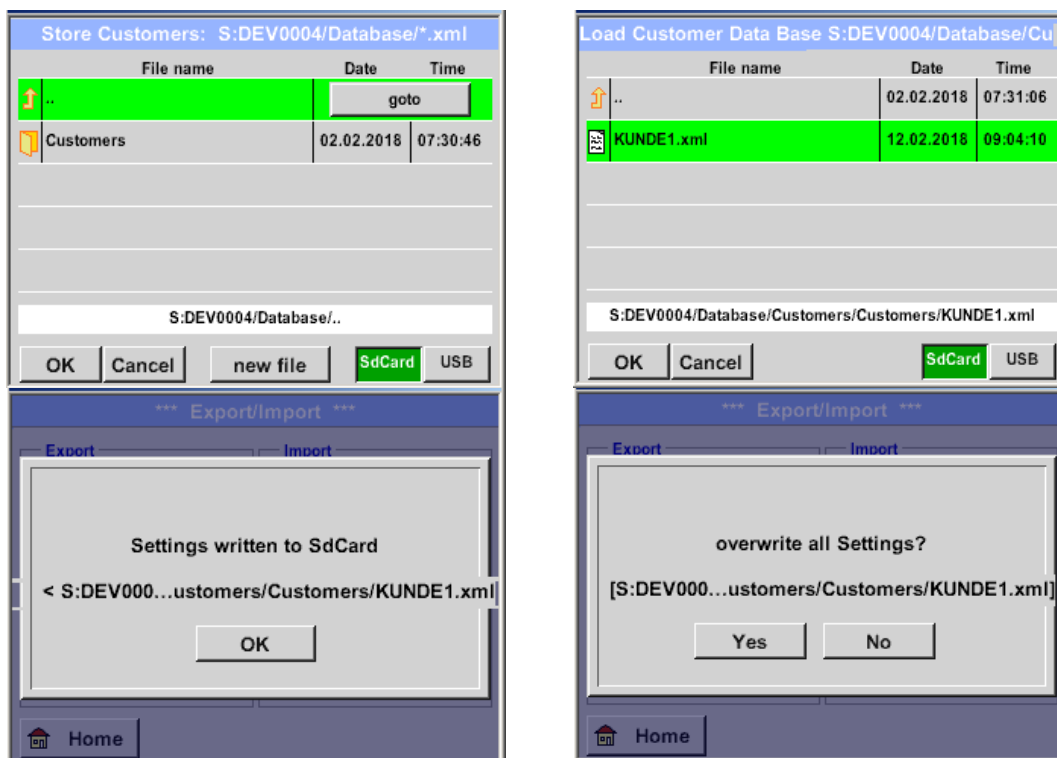 Store Customers: S:DEV0004/Database/*.xml
File name Date Time
.. goto
Customers 02.02.2018 07:30:46
S:DEV0004/Database/..
OK Cancel new file SdCard USB
*** Export/Import ***
Export Import
Settings written to SdCard
< S:DEV000...ustomers/Customers/KUNDE1.xml
OK
Home
Load Customer Data Base S:DEV0004/Database/Cu
File name Date Time
.. 02.02.2018 07:31:06
KUNDE1.xml 12.02.2018 09:04:10
S:DEV0004/Database/Customers/Customers/KUNDE1.xml
OK Cancel SdCard USB
*** Export/Import ***
Export Import
overwrite all Settings?
[S:DEV000...ustomers/Customers/KUNDE1.xml]
Yes No
Home